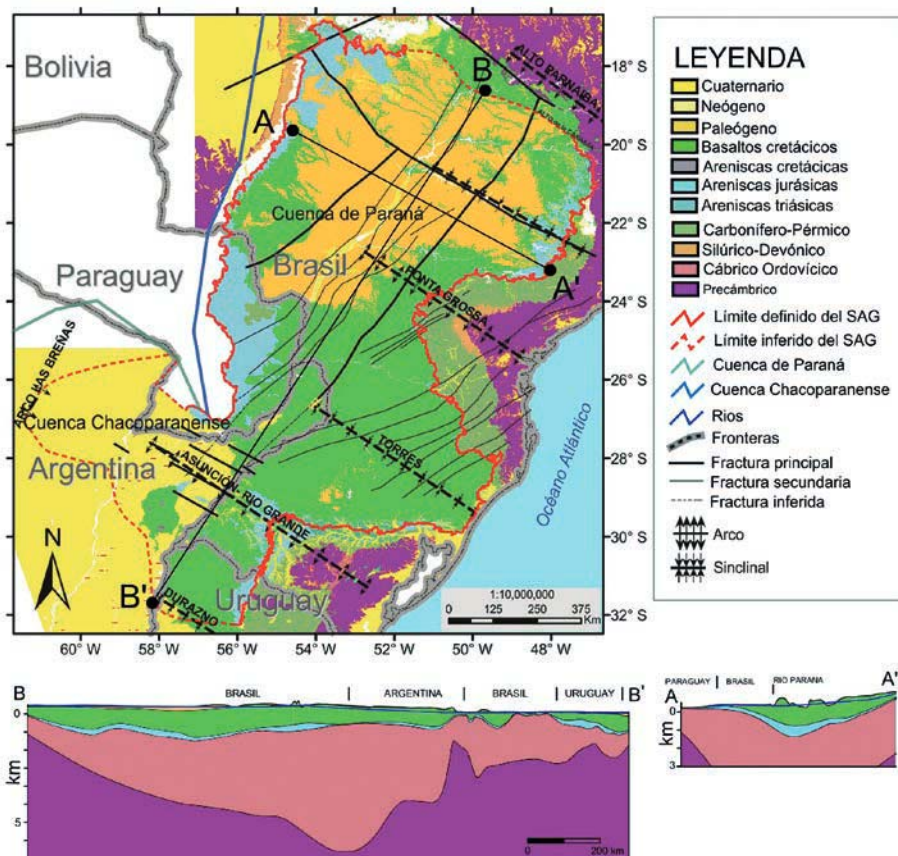 Bolivia
Paraguay
Brasil
Argentina
Uruguay
Océano Atlántico
Cuenca de Paraná
Cuenca Chacoparanense
ARCO LAS BREÑAS
ALTO PARNAIBA
PONTA GROSSA
TORRES
ASUNCIÓN-RIO GRANDE
DURAZNO
A
A'
B
B'
N
1:10,000,000
0 125 250 375
Km
18° S
20° S
22° S
24° S
26° S
28° S
30° S
32° S
60° W
58° W
56° W
54° W
52° W
50° W
48° W
LEYENDA
Cuaternario
Neógeno
Paleógeno
Basaltos cretácicos
Areniscas cretácicas
Areniscas jurásicas
Areniscas triásicas
Carbonífero-Pérmico
Silúrico-Devónico
Cábrico Ordovícico
Precámbrico
Límite definido del SAG
Límite inferido del SAG
Cuenca de Paraná
Cuenca Chacoparanense
Rios
Fronteras
Fractura principal
Fractura secundaria
Fractura inferida
Arco
Sinclinal
B
BRASIL
ARGENTINA
BRASIL
URUGUAY
B'
0
km
5
0 200 km
PARAGUAY
BRASIL
RIO PARANA
A
A'
0
km
3